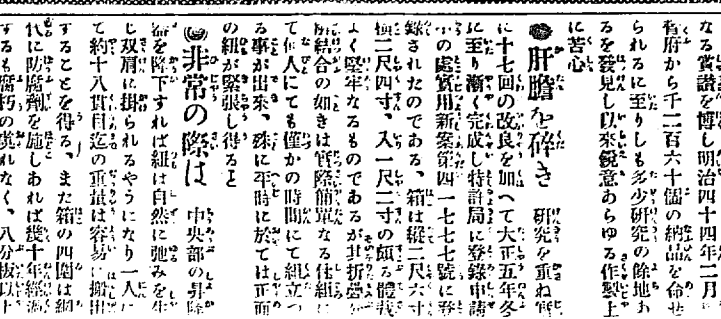 なる賞讃を博し明治四十四年二月
督府から千二百六十個の納品を命せ
られるに至りしも多少研究の餘地あ
るを發見し以來鋭意あらゆる作製上
に苦心
肝膽を碎き 研究を重ね實
に十七回の改良を加へて大正五年冬
に至り漸く完成し特許局に登録申請
の處實用新案第四一七七七號に登
錄されたのである、箱は縱二尺六寸
横二尺四寸、入一尺二寸の頗る體裁
よく堅牢なるものであるが其折疊
結合の如きは實際簡單なる仕組に
て何人にても僅かの時間にて組立つ
る事が出來、殊に平時に於ては正面
の紐が緊張し得ると
非常の際は 中央部の昇降
を降下すれば紐は自然に弛みを生
じ双肩に掛られるやうになり一人に
て約十八貫目迄の重量は容易に搬出
することを得る、また箱の四圍は網
代に防腐劑を施しあれば幾十年經過
するも腐朽の虞れなく、八分板以上